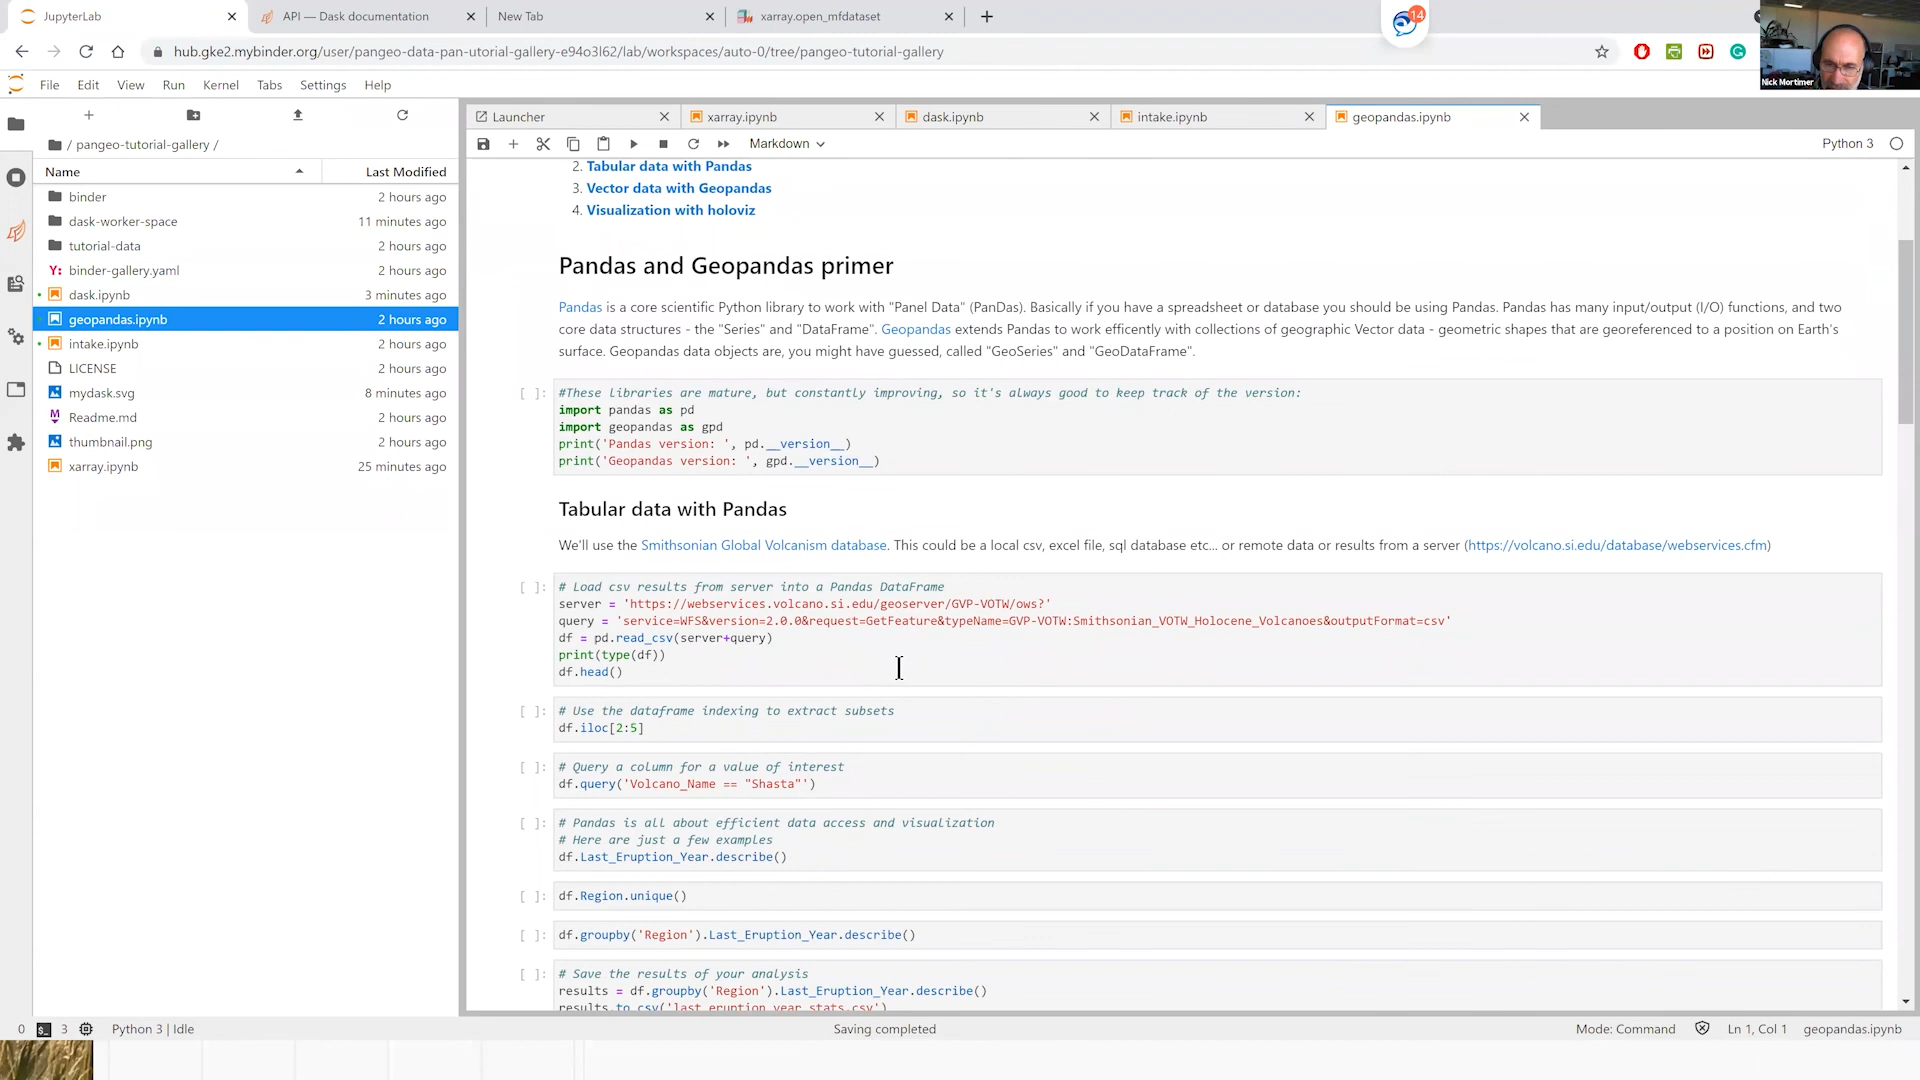 JupyterLab
API — Dask documentation
New Tab
xarray.open_mfdataset
14
hub.gke2.mybinder.org/user/pangeo-data-pan-utorial-gallery-e94o3l62/lab/workspaces/auto-0/tree/pangeo-tutorial-gallery
Nick Mortimer
File Edit View Run Kernel Tabs Settings Help
/ pangeo-tutorial-gallery /
Name Last Modified
binder 2 hours ago
dask-worker-space 11 minutes ago
tutorial-data 2 hours ago
Y: binder-gallery.yaml 2 hours ago
dask.ipynb 3 minutes ago
geopandas.ipynb 2 hours ago
intake.ipynb 2 hours ago
LICENSE 2 hours ago
mydask.svg 8 minutes ago
M Readme.md 2 hours ago
thumbnail.png 2 hours ago
xarray.ipynb 25 minutes ago
Launcher
xarray.ipynb
dask.ipynb
intake.ipynb
geopandas.ipynb
Markdown
Python 3
2. Tabular data with Pandas
3. Vector data with Geopandas
4. Visualization with holoviz
Pandas and Geopandas primer
Pandas is a core scientific Python library to work with "Panel Data" (PanDas). Basically if you have a spreadsheet or database you should be using Pandas. Pandas has many input/output (I/O) functions, and two
core data structures - the "Series" and "DataFrame". Geopandas extends Pandas to work efficently with collections of geographic Vector data - geometric shapes that are georeferenced to a position on Earth's
surface. Geopandas data objects are, you might have guessed, called "GeoSeries" and "GeoDataFrame".
[ ]: #These libraries are mature, but constantly improving, so it's always good to keep track of the version:
import pandas as pd
import geopandas as gpd
print('Pandas version: ', pd.__version__)
print('Geopandas version: ', gpd.__version__)
Tabular data with Pandas
We'll use the Smithsonian Global Volcanism database. This could be a local csv, excel file, sql database etc... or remote data or results from a server (https://volcano.si.edu/database/webservices.cfm)
[ ]: # Load csv results from server into a Pandas DataFrame
server = 'https://webservices.volcano.si.edu/geoserver/GVP-VOTW/ows?'
query = 'service=WFS&version=2.0.0&request=GetFeature&typeName=GVP-VOTW:Smithsonian_VOTW_Holocene_Volcanoes&outputFormat=csv'
df = pd.read_csv(server+query)
print(type(df))
df.head()
[ ]: # Use the dataframe indexing to extract subsets
df.iloc[2:5]
[ ]: # Query a column for a value of interest
df.query('Volcano_Name == "Shasta"')
[ ]: # Pandas is all about efficient data access and visualization
# Here are just a few examples
df.Last_Eruption_Year.describe()
[ ]: df.Region.unique()
[ ]: df.groupby('Region').Last_Eruption_Year.describe()
[ ]: # Save the results of your analysis
results = df.groupby('Region').Last_Eruption_Year.describe()
results.to_csv('last_eruption_year_stats.csv')
0 3 Python 3 | Idle
Saving completed
Mode: Command Ln 1, Col 1 geopandas.ipynb